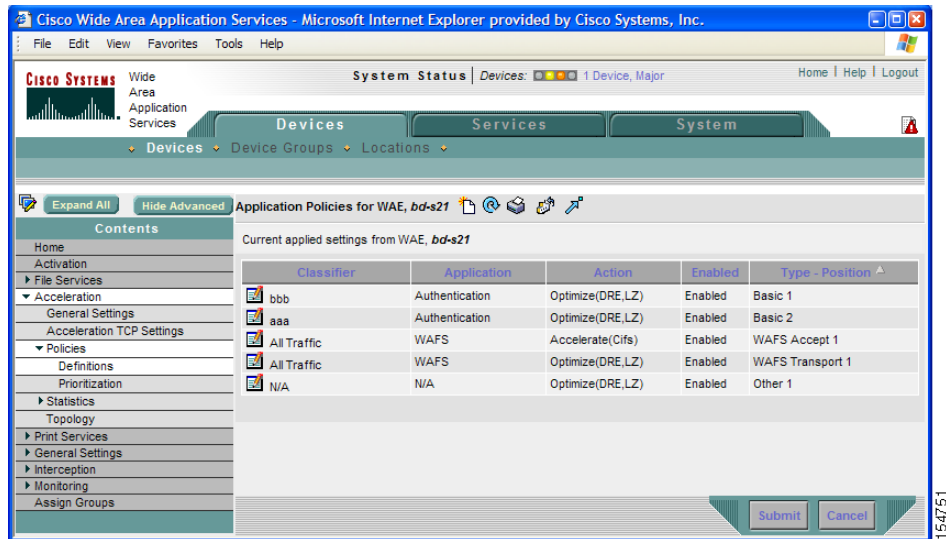 Cisco Wide Area Application Services - Microsoft Internet Explorer provided by Cisco Systems, Inc.
File Edit View Favorites Tools Help
CISCO SYSTEMS
Wide
Area
Application
Services
System Status Devices: 1 Device, Major
Home | Help | Logout
Devices Services System
Devices Device Groups Locations
Expand All Hide Advanced
Application Policies for WAE, bd-s21
Contents
Home
Activation
File Services
Acceleration
General Settings
Acceleration TCP Settings
Policies
Definitions
Prioritization
Statistics
Topology
Print Services
General Settings
Interception
Monitoring
Assign Groups
Current applied settings from WAE, bd-s21
Classifier Application Action Enabled Type - Position
bbb Authentication Optimize(DRE,LZ) Enabled Basic 1
aaa Authentication Optimize(DRE,LZ) Enabled Basic 2
All Traffic WAFS Accelerate(Cifs) Enabled WAFS Accept 1
All Traffic WAFS Optimize(DRE,LZ) Enabled WAFS Transport 1
N/A N/A Optimize(DRE,LZ) Enabled Other 1
Submit Cancel
154751